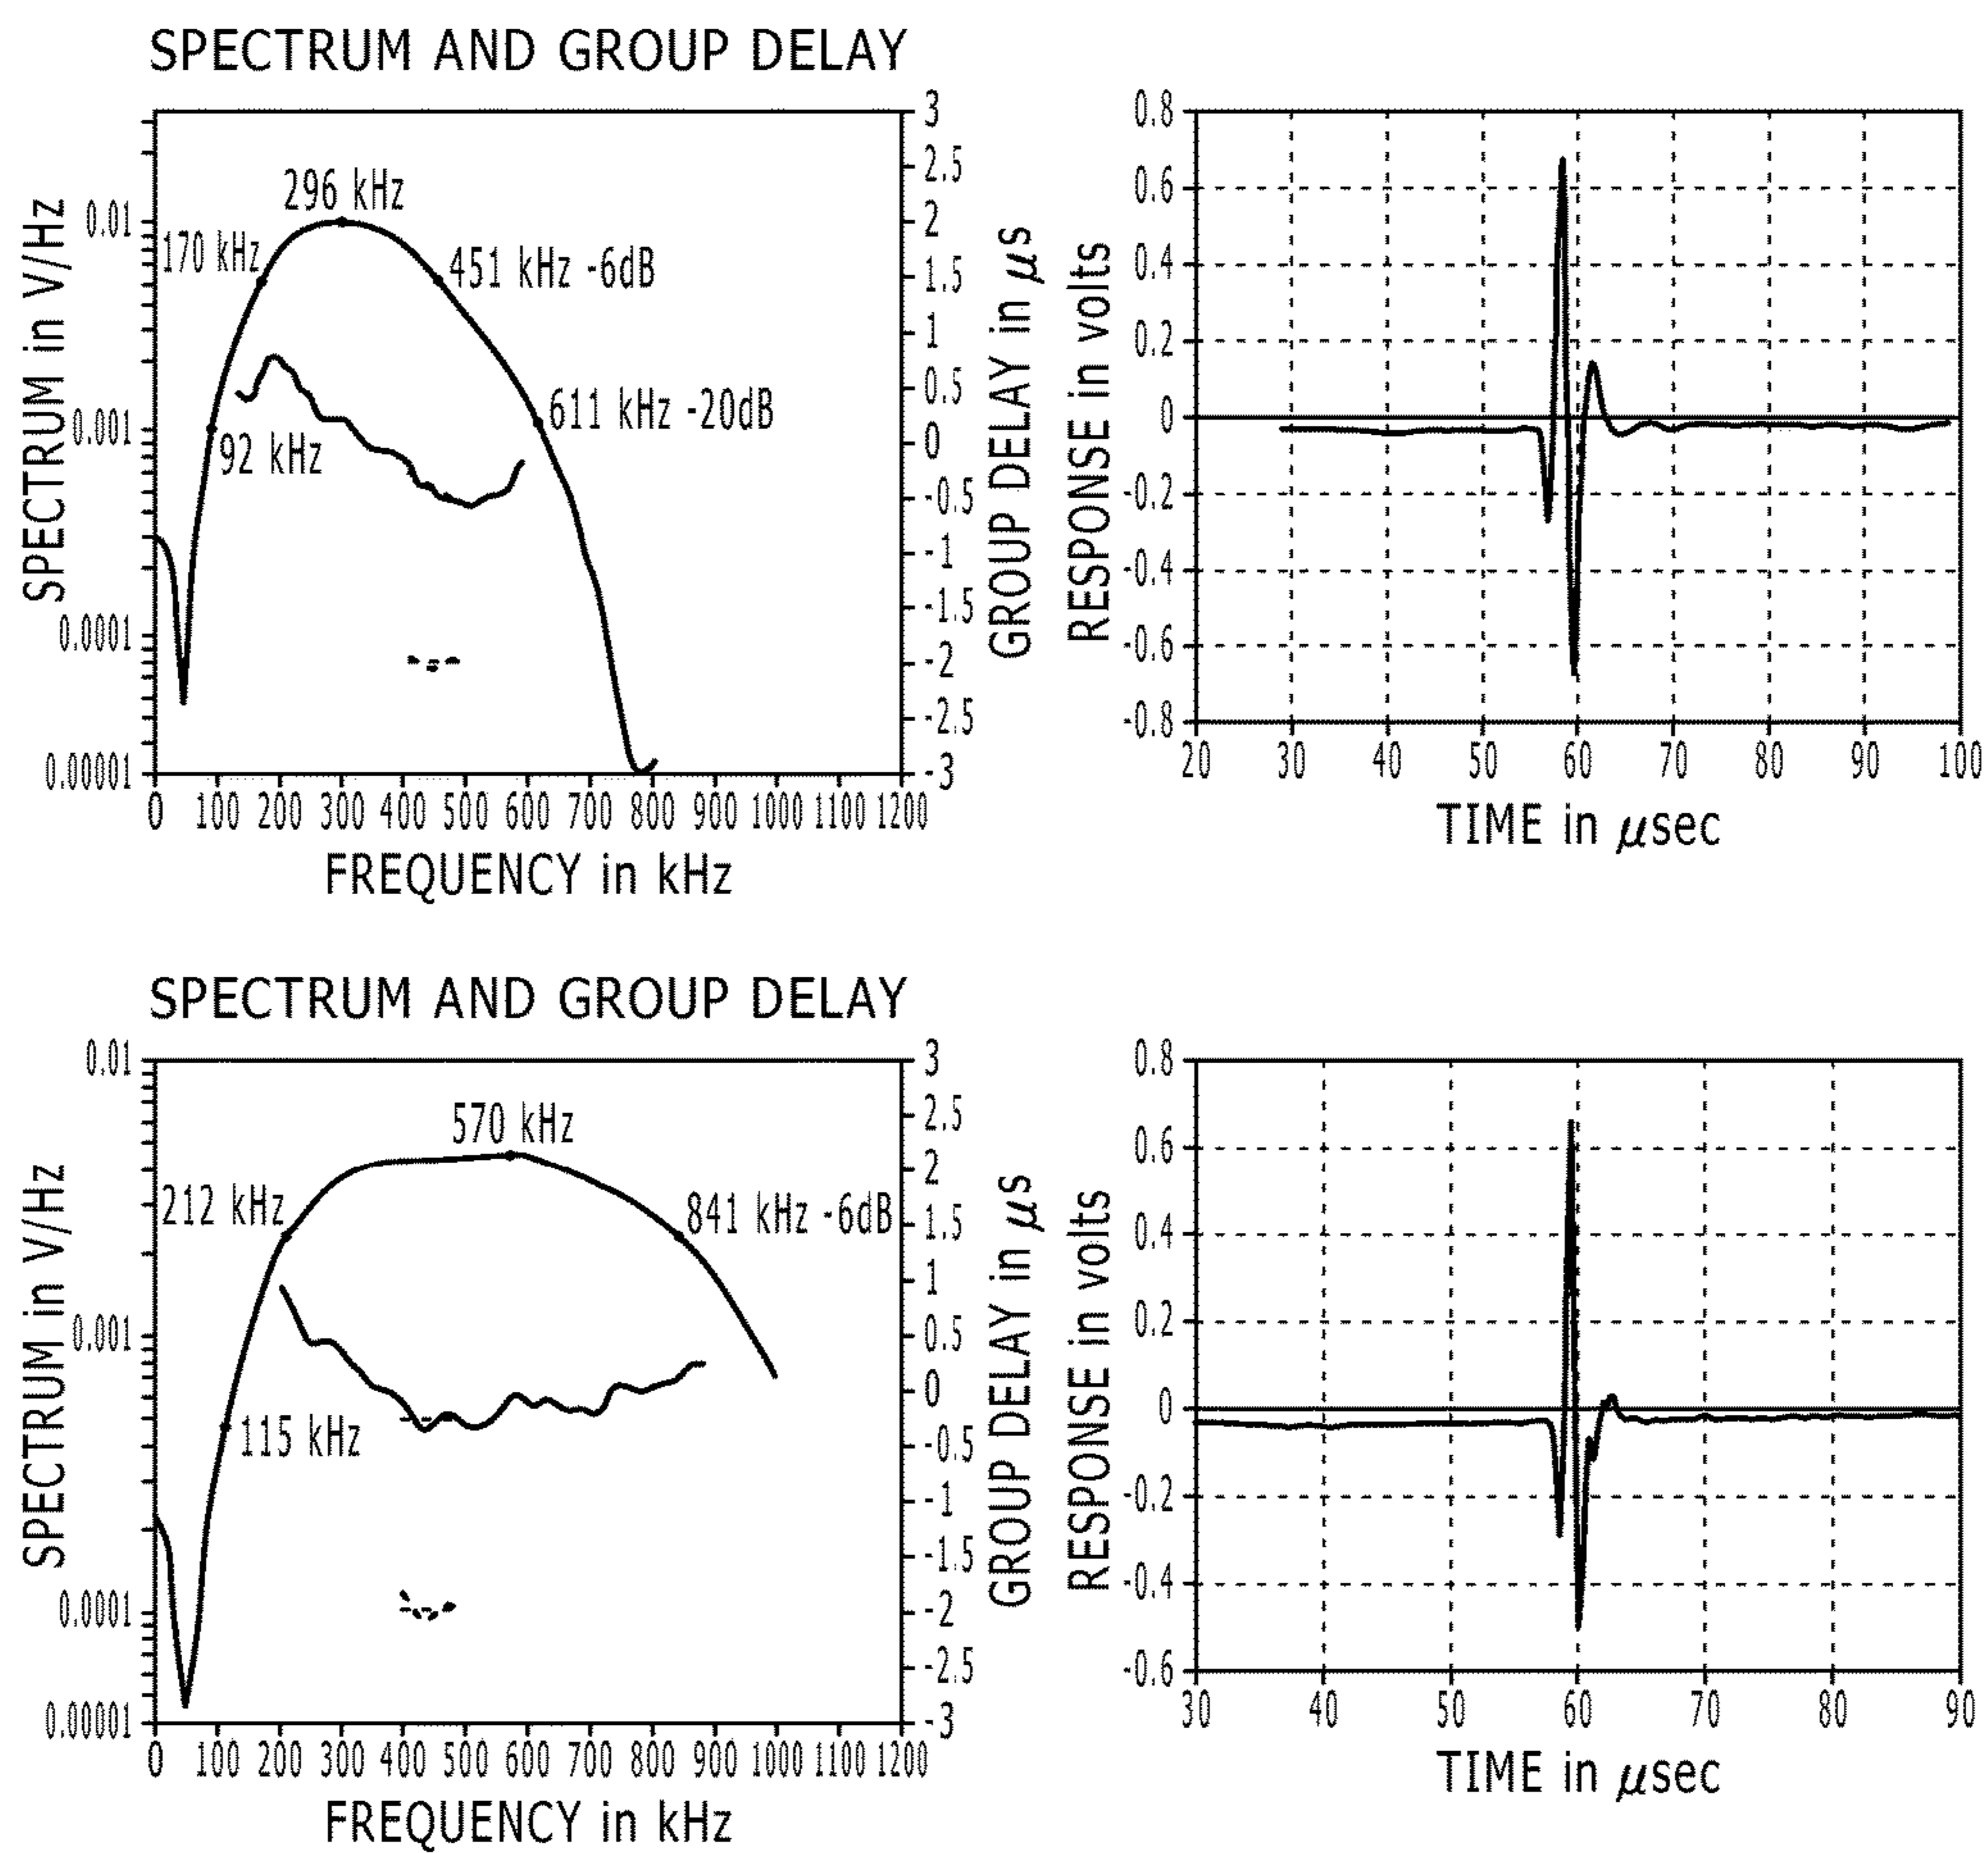 SPECTRUM AND GROUP DELAY
SPECTRUM in V/Hz
0.01
0.001
0.0001
0.00001
296 kHz
170 kHz
451 kHz -6dB
611 kHz -20dB
92 kHz
3
2.5
2
1.5
1
0.5
0
-0.5
-1
-1.5
-2
-2.5
-3
GROUP DELAY in μs
0 100 200 300 400 500 600 700 800 900 1000 1100 1200
FREQUENCY in kHz
RESPONSE in volts
0.8
0.6
0.4
0.2
0
-0.2
-0.4
-0.6
-0.8
20 30 40 50 60 70 80 90 100
TIME in μsec
SPECTRUM AND GROUP DELAY
SPECTRUM in V/Hz
0.01
0.001
0.0001
0.00001
570 kHz
212 kHz
841 kHz -6dB
115 kHz
3
2.5
2
1.5
1
0.5
0
-0.5
-1
-1.5
-2
-2.5
-3
GROUP DELAY in μs
0 100 200 300 400 500 600 700 800 900 1000 1100 1200
FREQUENCY in kHz
RESPONSE in volts
0.8
0.6
0.4
0.2
0
-0.2
-0.4
-0.6
30 40 50 60 70 80 90
TIME in μsec